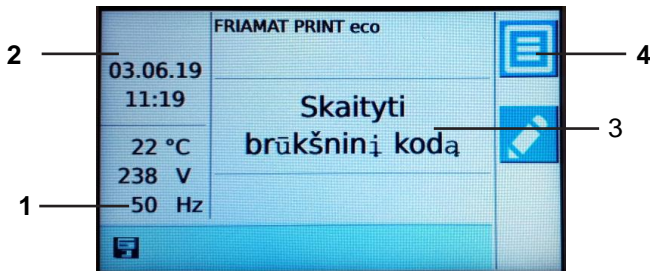 FRIAMAT PRINT eco
2
03.06.19
11:19
Skaityti
brūkšninį kodą
22 °C
238 V
50 Hz
1
3
4